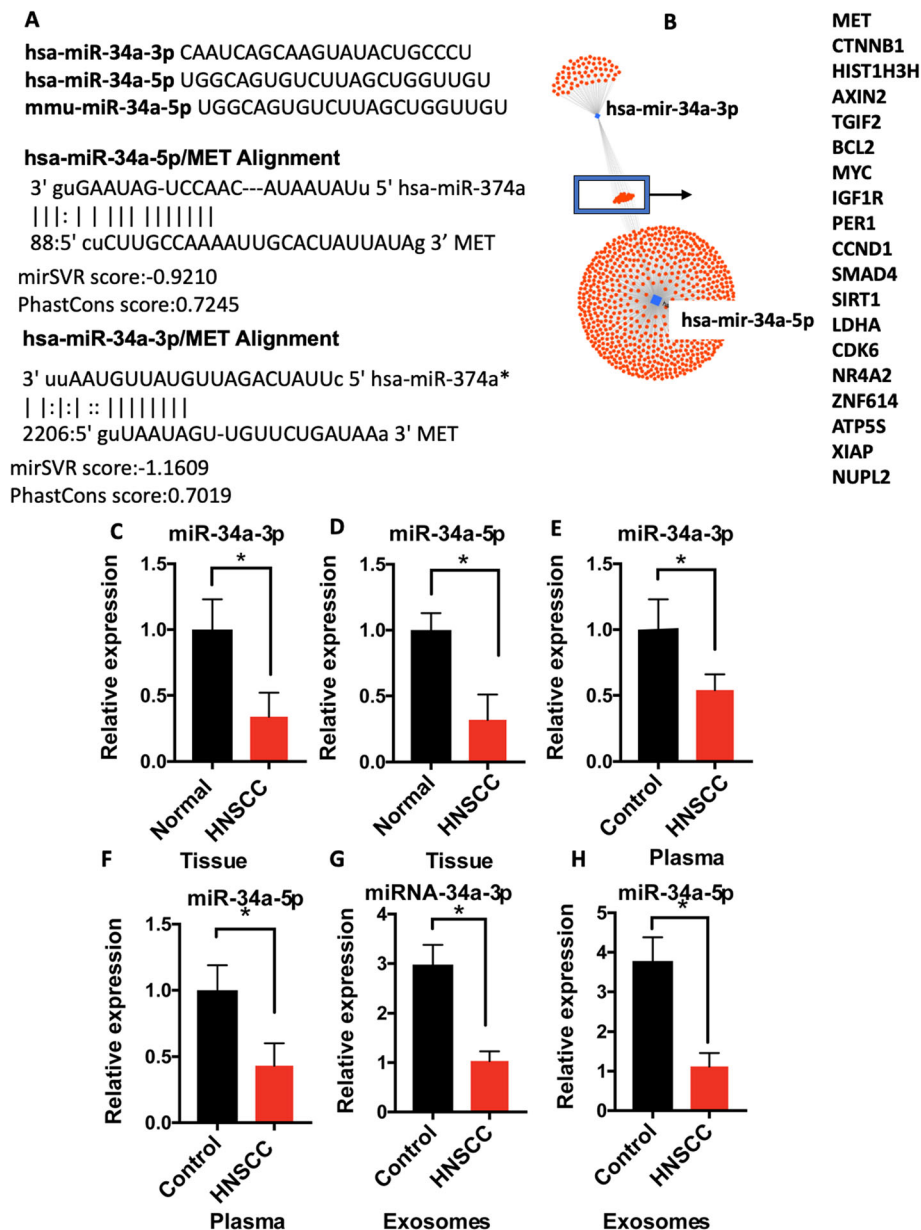 A
hsa-miR-34a-3p CAAUCAGCAAGUAUACUGCCCU
hsa-miR-34a-5p UGGCAGUGUCUUAGCUGGUUGU
mmu-miR-34a-5p UGGCAGUGUCUUAGCUGGUUGU
hsa-miR-34a-5p/MET Alignment
3' guGAAUAG-UCCAAC---AUAAUAUu 5' hsa-miR-374a
|||: | | ||| |||||||
88:5' cuCUUGCCAAAAUUGCACUAUUAUAg 3' MET
mirSVR score:-0.9210
PhastCons score:0.7245
hsa-miR-34a-3p/MET Alignment
3' uuAAUGUUAUGUUAGACUAUUc 5' hsa-miR-374a*
| |:|:| :: ||||||||
2206:5' guUAAUAGU-UGUUCUGAUAAa 3' MET
mirSVR score:-1.1609
PhastCons score:0.7019
B
hsa-mir-34a-3p
hsa-mir-34a-5p
MET
CTNNB1
HIST1H3H
AXIN2
TGIF2
BCL2
MYC
IGF1R
PER1
CCND1
SMAD4
SIRT1
LDHA
CDK6
NR4A2
ZNF614
ATP5S
XIAP
NUPL2
C
miR-34a-3p
*
Relative expression
1.5
1.0
0.5
0.0
Normal
HNSCC
Tissue
D
miR-34a-5p
*
Relative expression
1.5
1.0
0.5
0.0
Normal
HNSCC
Tissue
E
miR-34a-3p
*
Relative expression
1.5
1.0
0.5
0.0
Control
HNSCC
Plasma
F
miR-34a-5p
*
Relative expression
1.5
1.0
0.5
0.0
Control
HNSCC
Plasma
G
miRNA-34a-3p
*
Relative expression
4
3
2
1
0
Control
HNSCC
Exosomes
H
miR-34a-5p
*
Relative expression
5
4
3
2
1
0
Control
HNSCC
Exosomes